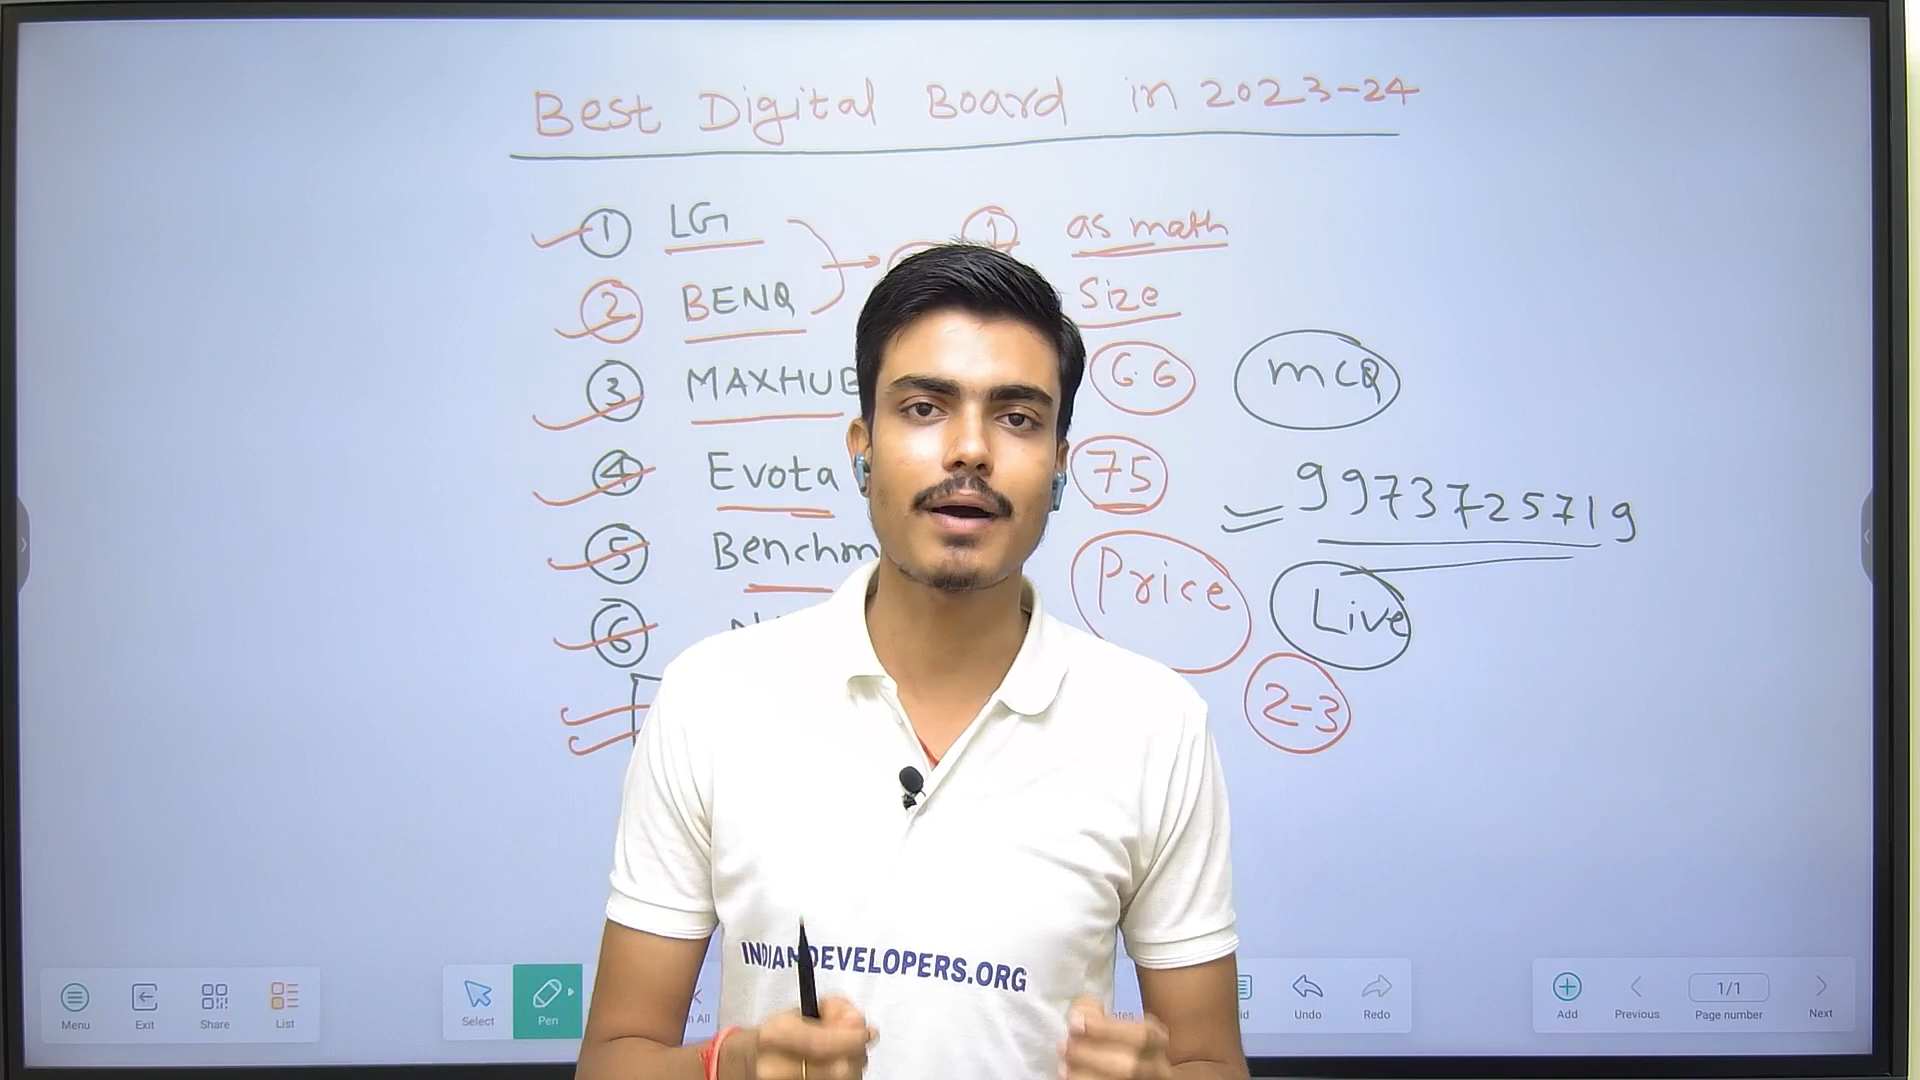 Best Digital Board in 2023-24
1 LG 1 as math
2 BENQ Size
3 MAXHUB 66 MCQ
4 Evota 75 9973725719
5 Benchm Price Live
6 2-3
INDIANDEVELOPERS.ORG
Menu Exit Share List Select Pen Undo Redo Add Previous 1/1 Page number Next